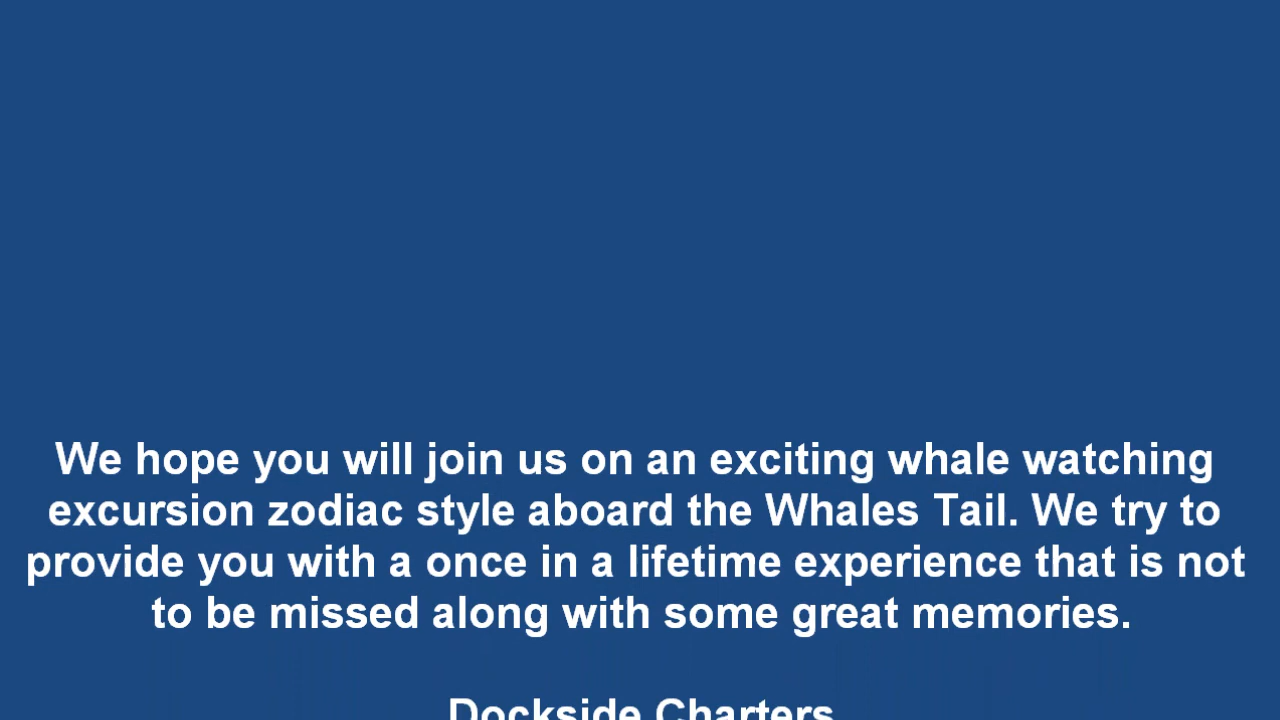 We hope you will join us on an exciting whale watching
excursion zodiac style aboard the Whales Tail. We try to
provide you with a once in a lifetime experience that is not
to be missed along with some great memories.
Dockside Charters